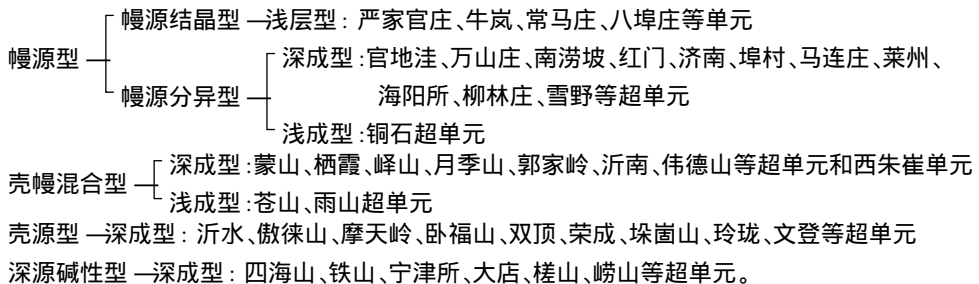 幔源结晶型—浅层型：严家官庄、牛岚、常马庄、八埠庄等单元
幔源型
深成型：官地洼、万山庄、南涝坡、红门、济南、埠村、马连庄、莱州、
幔源分异型
海阳所、柳林庄、雪野等超单元
浅成型：铜石超单元
深成型：蒙山、栖霞、峄山、月季山、郭家岭、沂南、伟德山等超单元和西朱崔单元
壳幔混合型
浅成型：苍山、雨山超单元
壳源型—深成型：沂水、傲徕山、摩天岭、卧福山、双顶、荣成、垛崮山、玲珑、文登等超单元
深源碱性型—深成型：四海山、铁山、宁津所、大店、槎山、崂山等超单元。